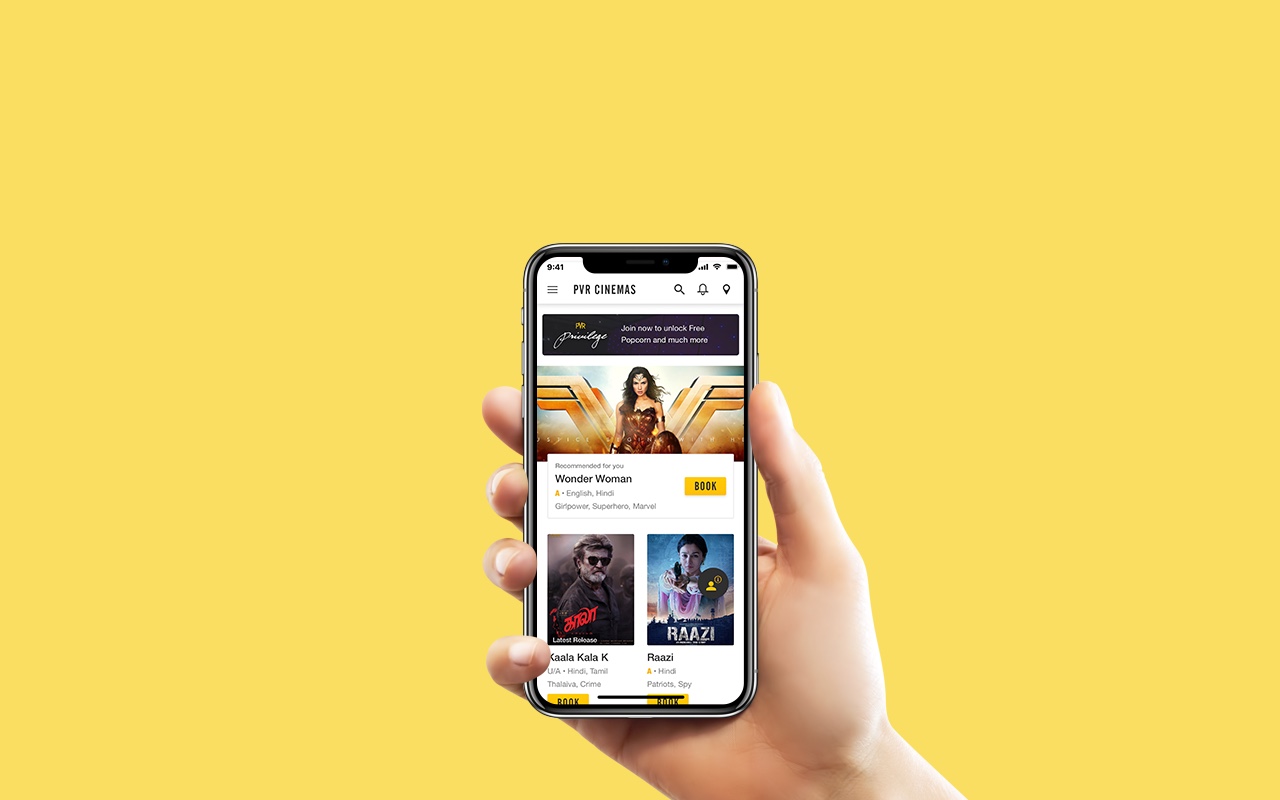 9:41
PVR CINEMAS
PVR
Privilege
Join now to unlock Free
Popcorn and much more
Recommended for you
Wonder Woman
BOOK
A • English, Hindi
Girlpower, Superhero, Marvel
காலா
Latest Release
RAAZI
Kaala Kala K
Raazi
U/A • Hindi, Tamil
A • Hindi
Thalaiva, Crime
Patriots, Spy
BOOK
BOOK